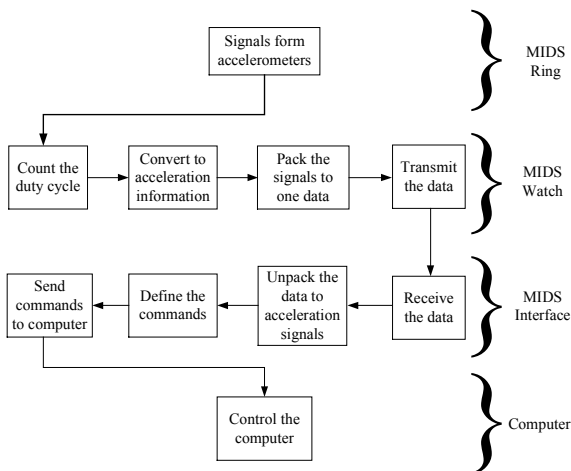 Signals form
accelerometers
MIDS
Ring
Count the
duty cycle
Convert to
acceleration
information
Pack the
signals to
one data
Transmit
the data
MIDS
Watch
Send
commands
to computer
Define the
commands
Unpack the
data to
acceleration
signals
Receive
the data
MIDS
Interface
Control the
computer
Computer